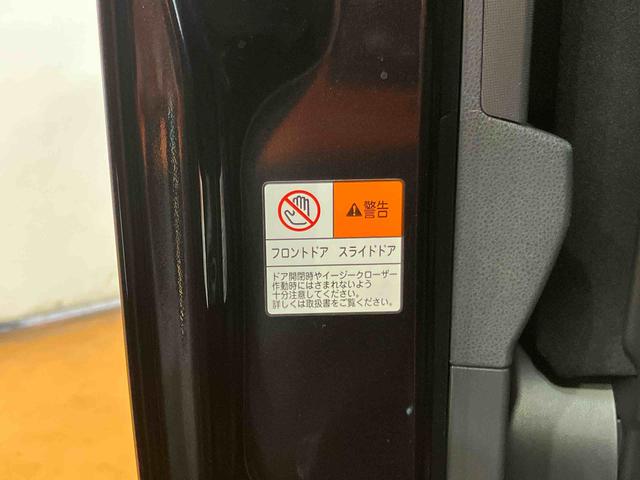 警告
フロントドア スライドドア
ドア開閉時やイージークローザー
作動時にはさまれないよう
十分注意してください。
詳しくは取扱書をご覧ください。